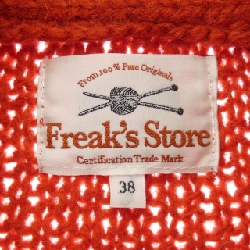 From 100% Pure Originals
Freak's Store
Certification Trade Mark
38